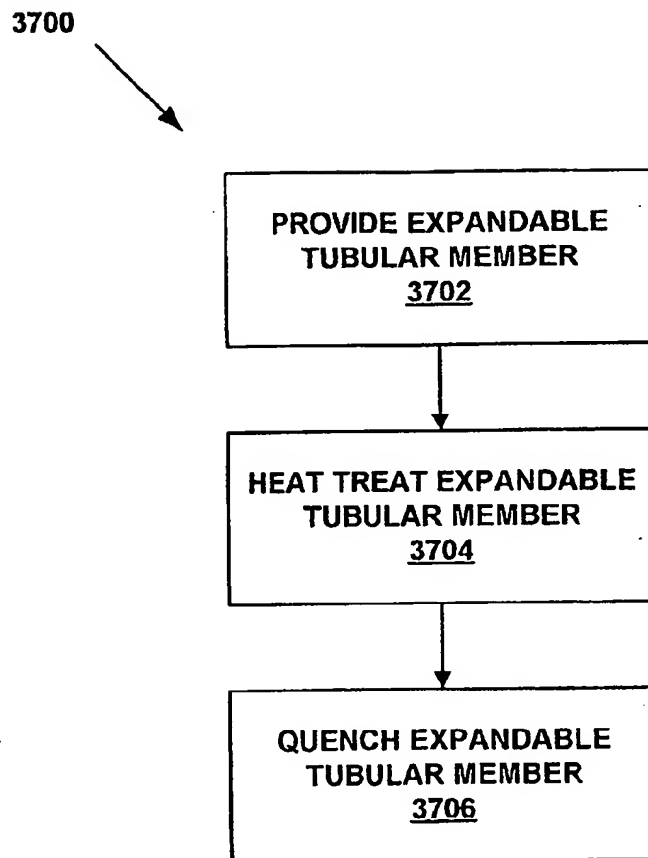 3700
PROVIDE EXPANDABLE
TUBULAR MEMBER
3702
HEAT TREAT EXPANDABLE
TUBULAR MEMBER
3704
QUENCH EXPANDABLE
TUBULAR MEMBER
3706